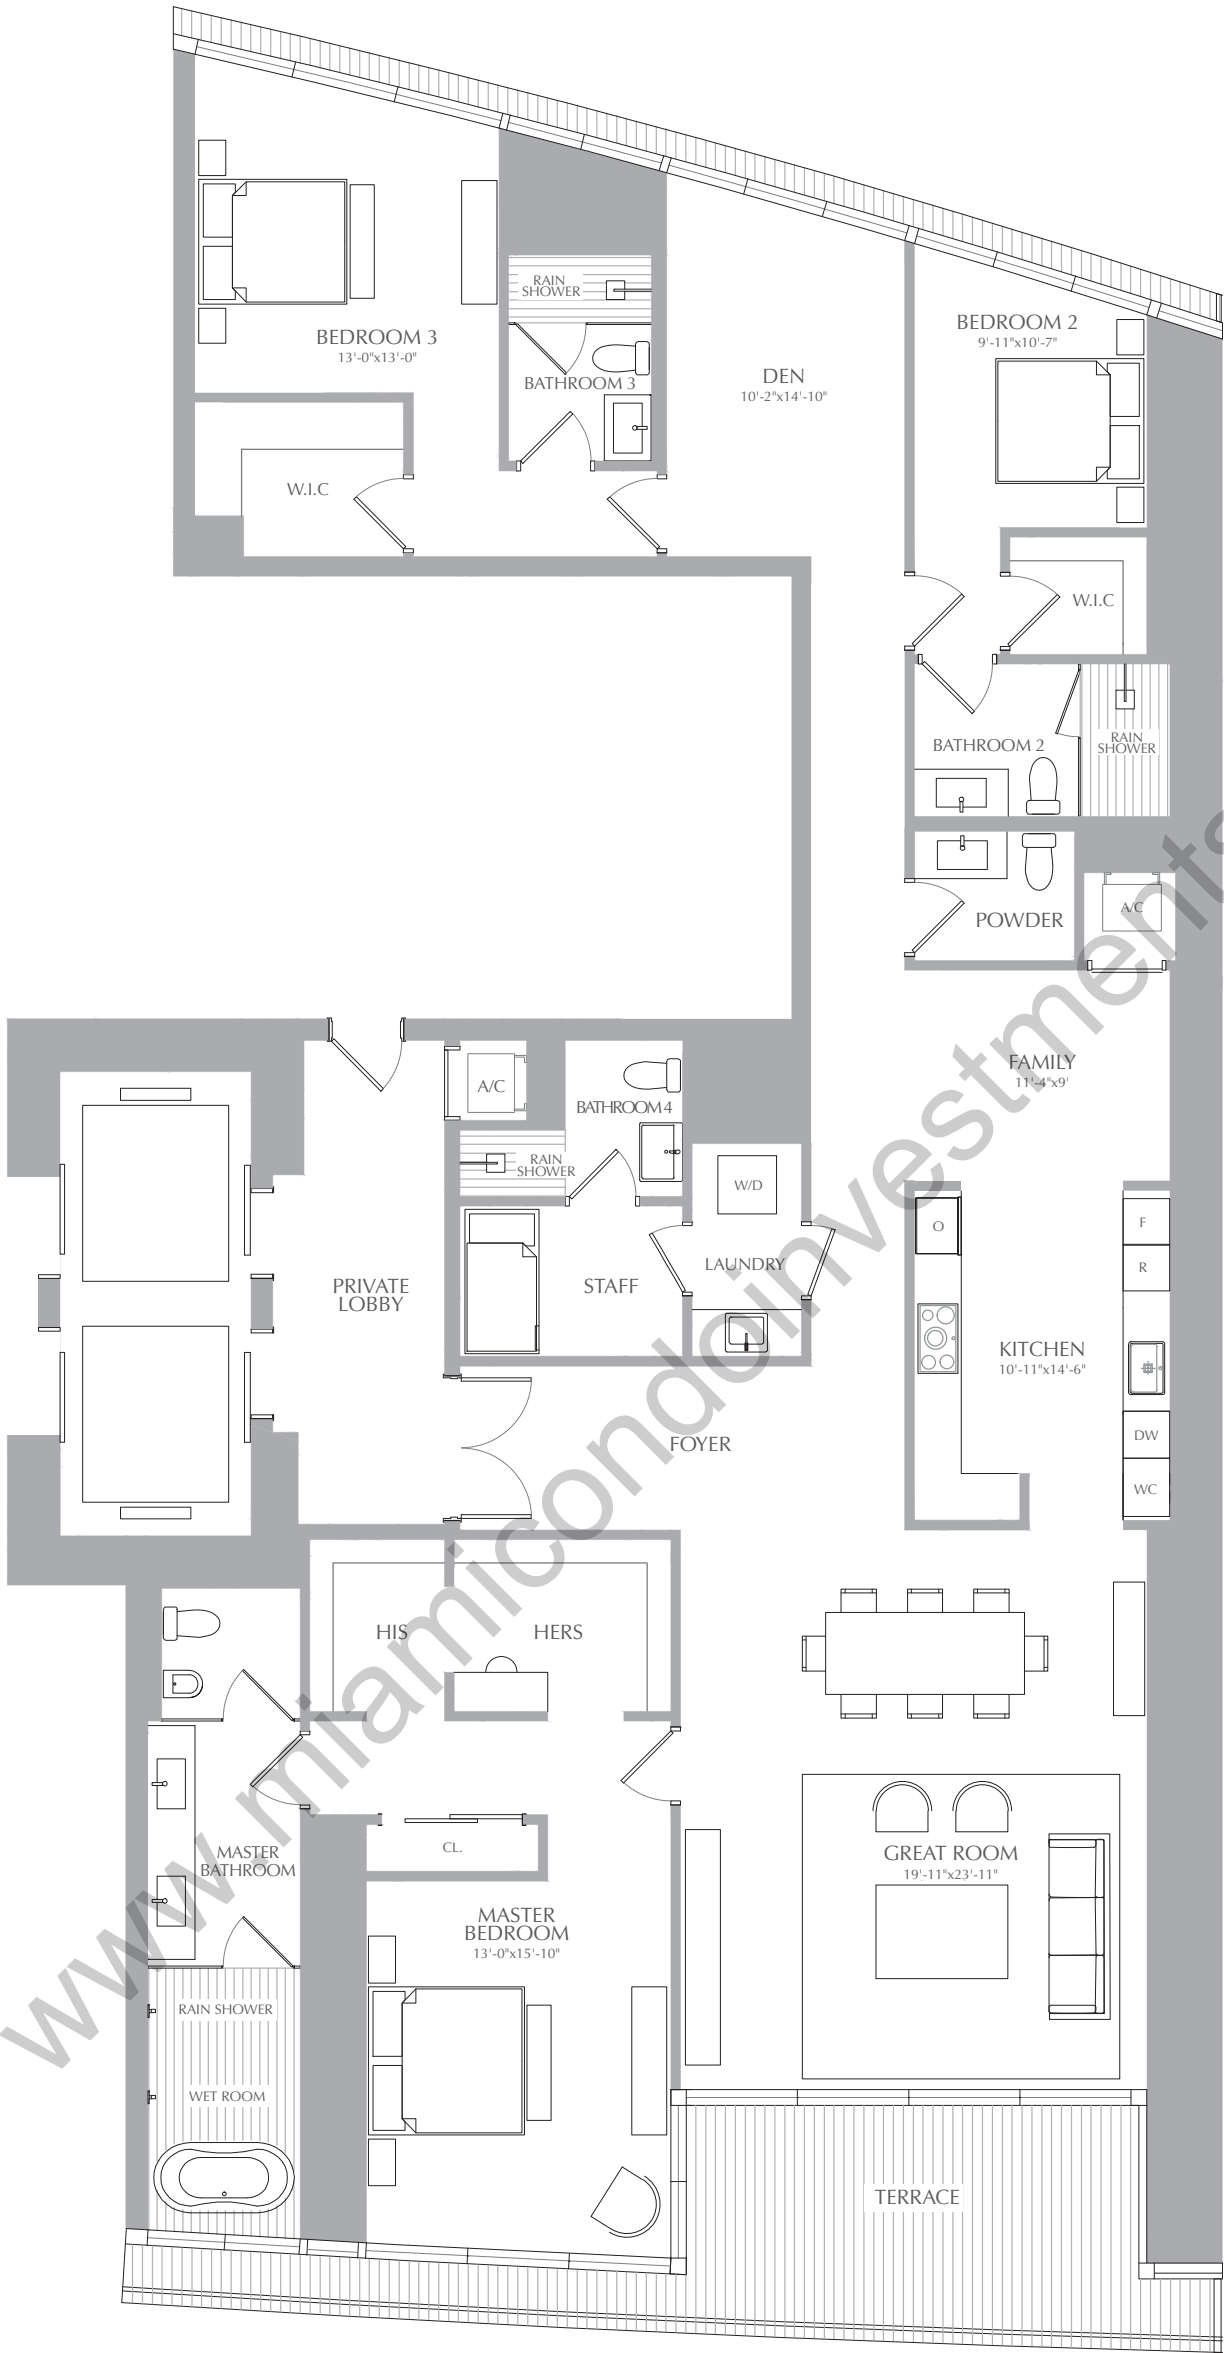 RAIN
SHOWER
BEDROOM 3
13'-0"x13'-0"
BATHROOM 3
DEN
10'-2"x14'-10"
BEDROOM 2
9'-11"x10'-7"
W.I.C
W.I.C
BATHROOM 2
RAIN
SHOWER
POWDER
A/C
FAMILY
11'-4"x9'
A/C
BATHROOM 4
RAIN
SHOWER
W/D
O
F
R
PRIVATE
LOBBY
STAFF
LAUNDRY
KITCHEN
10'-11"x14'-6"
FOYER
DW
WC
HIS
HERS
CL.
MASTER
BATHROOM
GREAT ROOM
19'-11"x23'-11"
MASTER
BEDROOM
13'-0"x15'-10"
RAIN SHOWER
WET ROOM
TERRACE
www.miamicondoinvestments